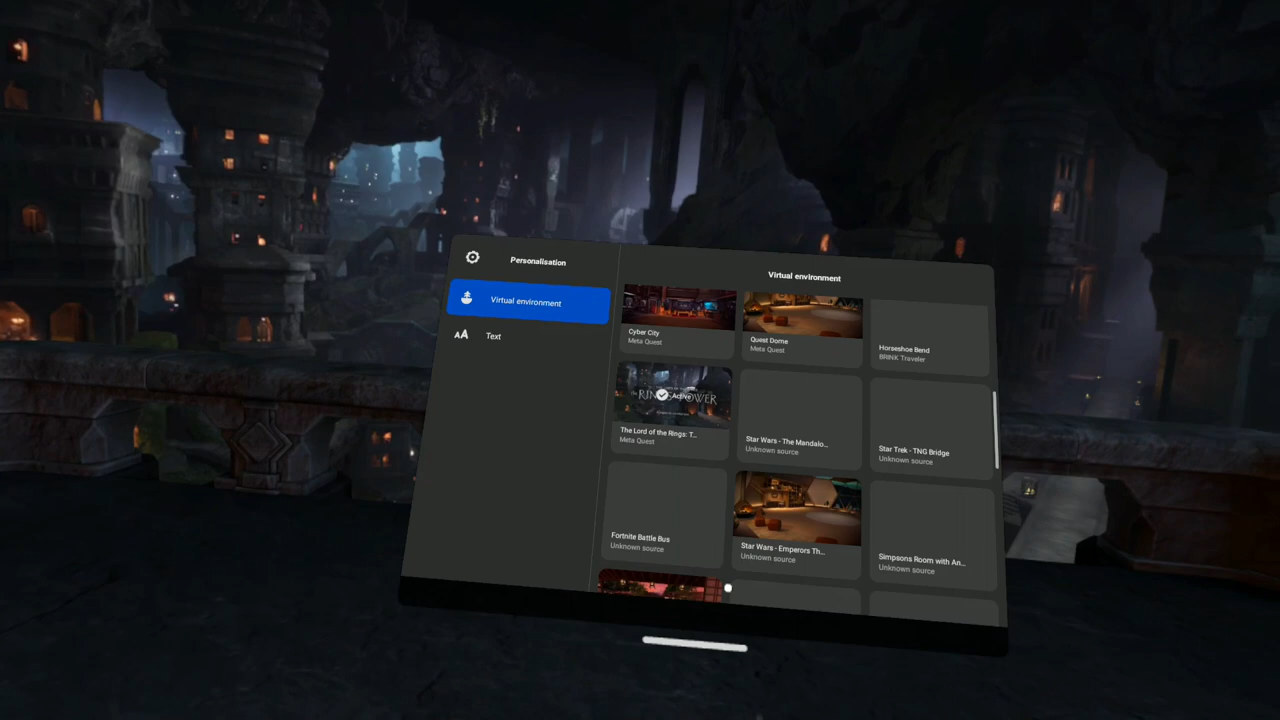 Personalisation
Virtual environment
Text
Virtual environment
Cyber City
Meta Quest
Quest Dome
Meta Quest
Horseshoe Bend
BRINK Traveler
Active
The Lord of the Rings: T...
Meta Quest
Star Wars - The Mandalo...
Unknown source
Star Trek - TNG Bridge
Unknown source
Fortnite Battle Bus
Unknown source
Star Wars - Emperors Th...
Unknown source
Simpsons Room with An...
Unknown source